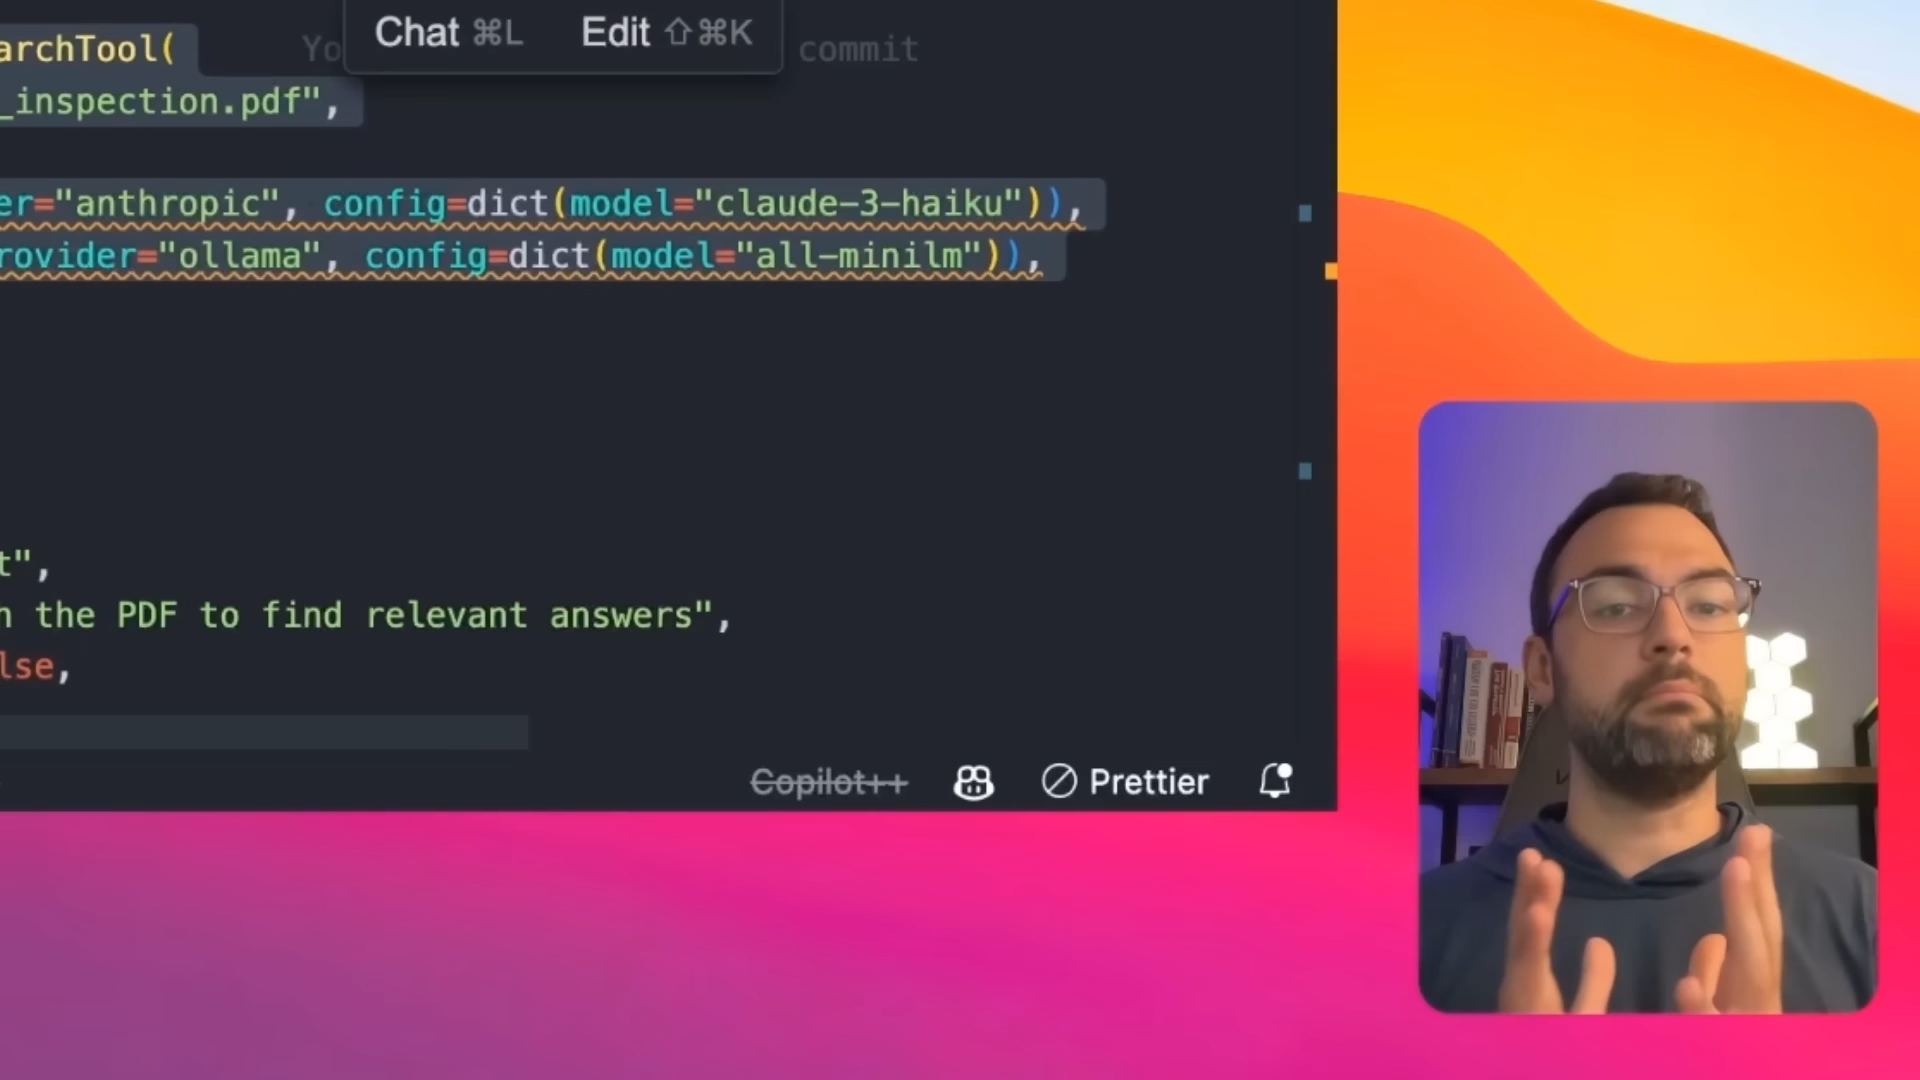 Chat ⌘L Edit ⇧⌘K
archTool( Yo commit
_inspection.pdf",
er="anthropic", config=dict(model="claude-3-haiku")),
rovider="ollama", config=dict(model="all-minilm")),
t",
h the PDF to find relevant answers",
lse,
Copilot++ Prettier